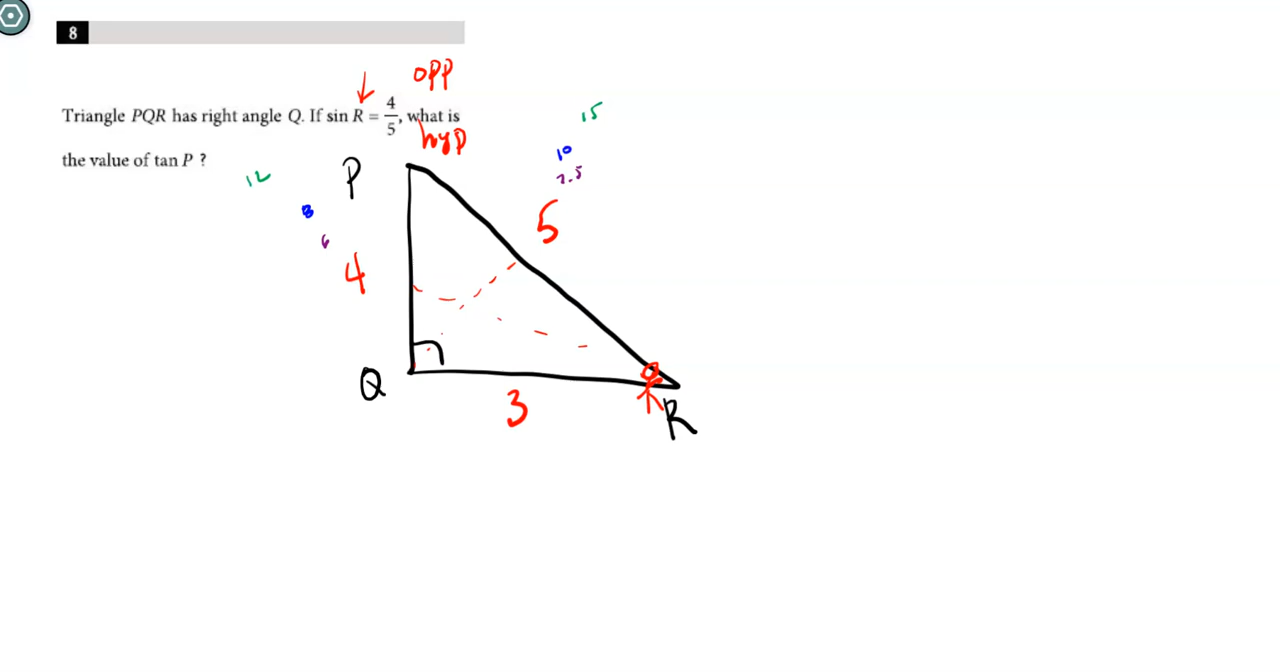 8
opp
Triangle PQR has right angle Q. If sin R = 4/5, what is
hyp
the value of tan P ?
15
10
7.5
12
8
6
P
5
4
Q
3
R